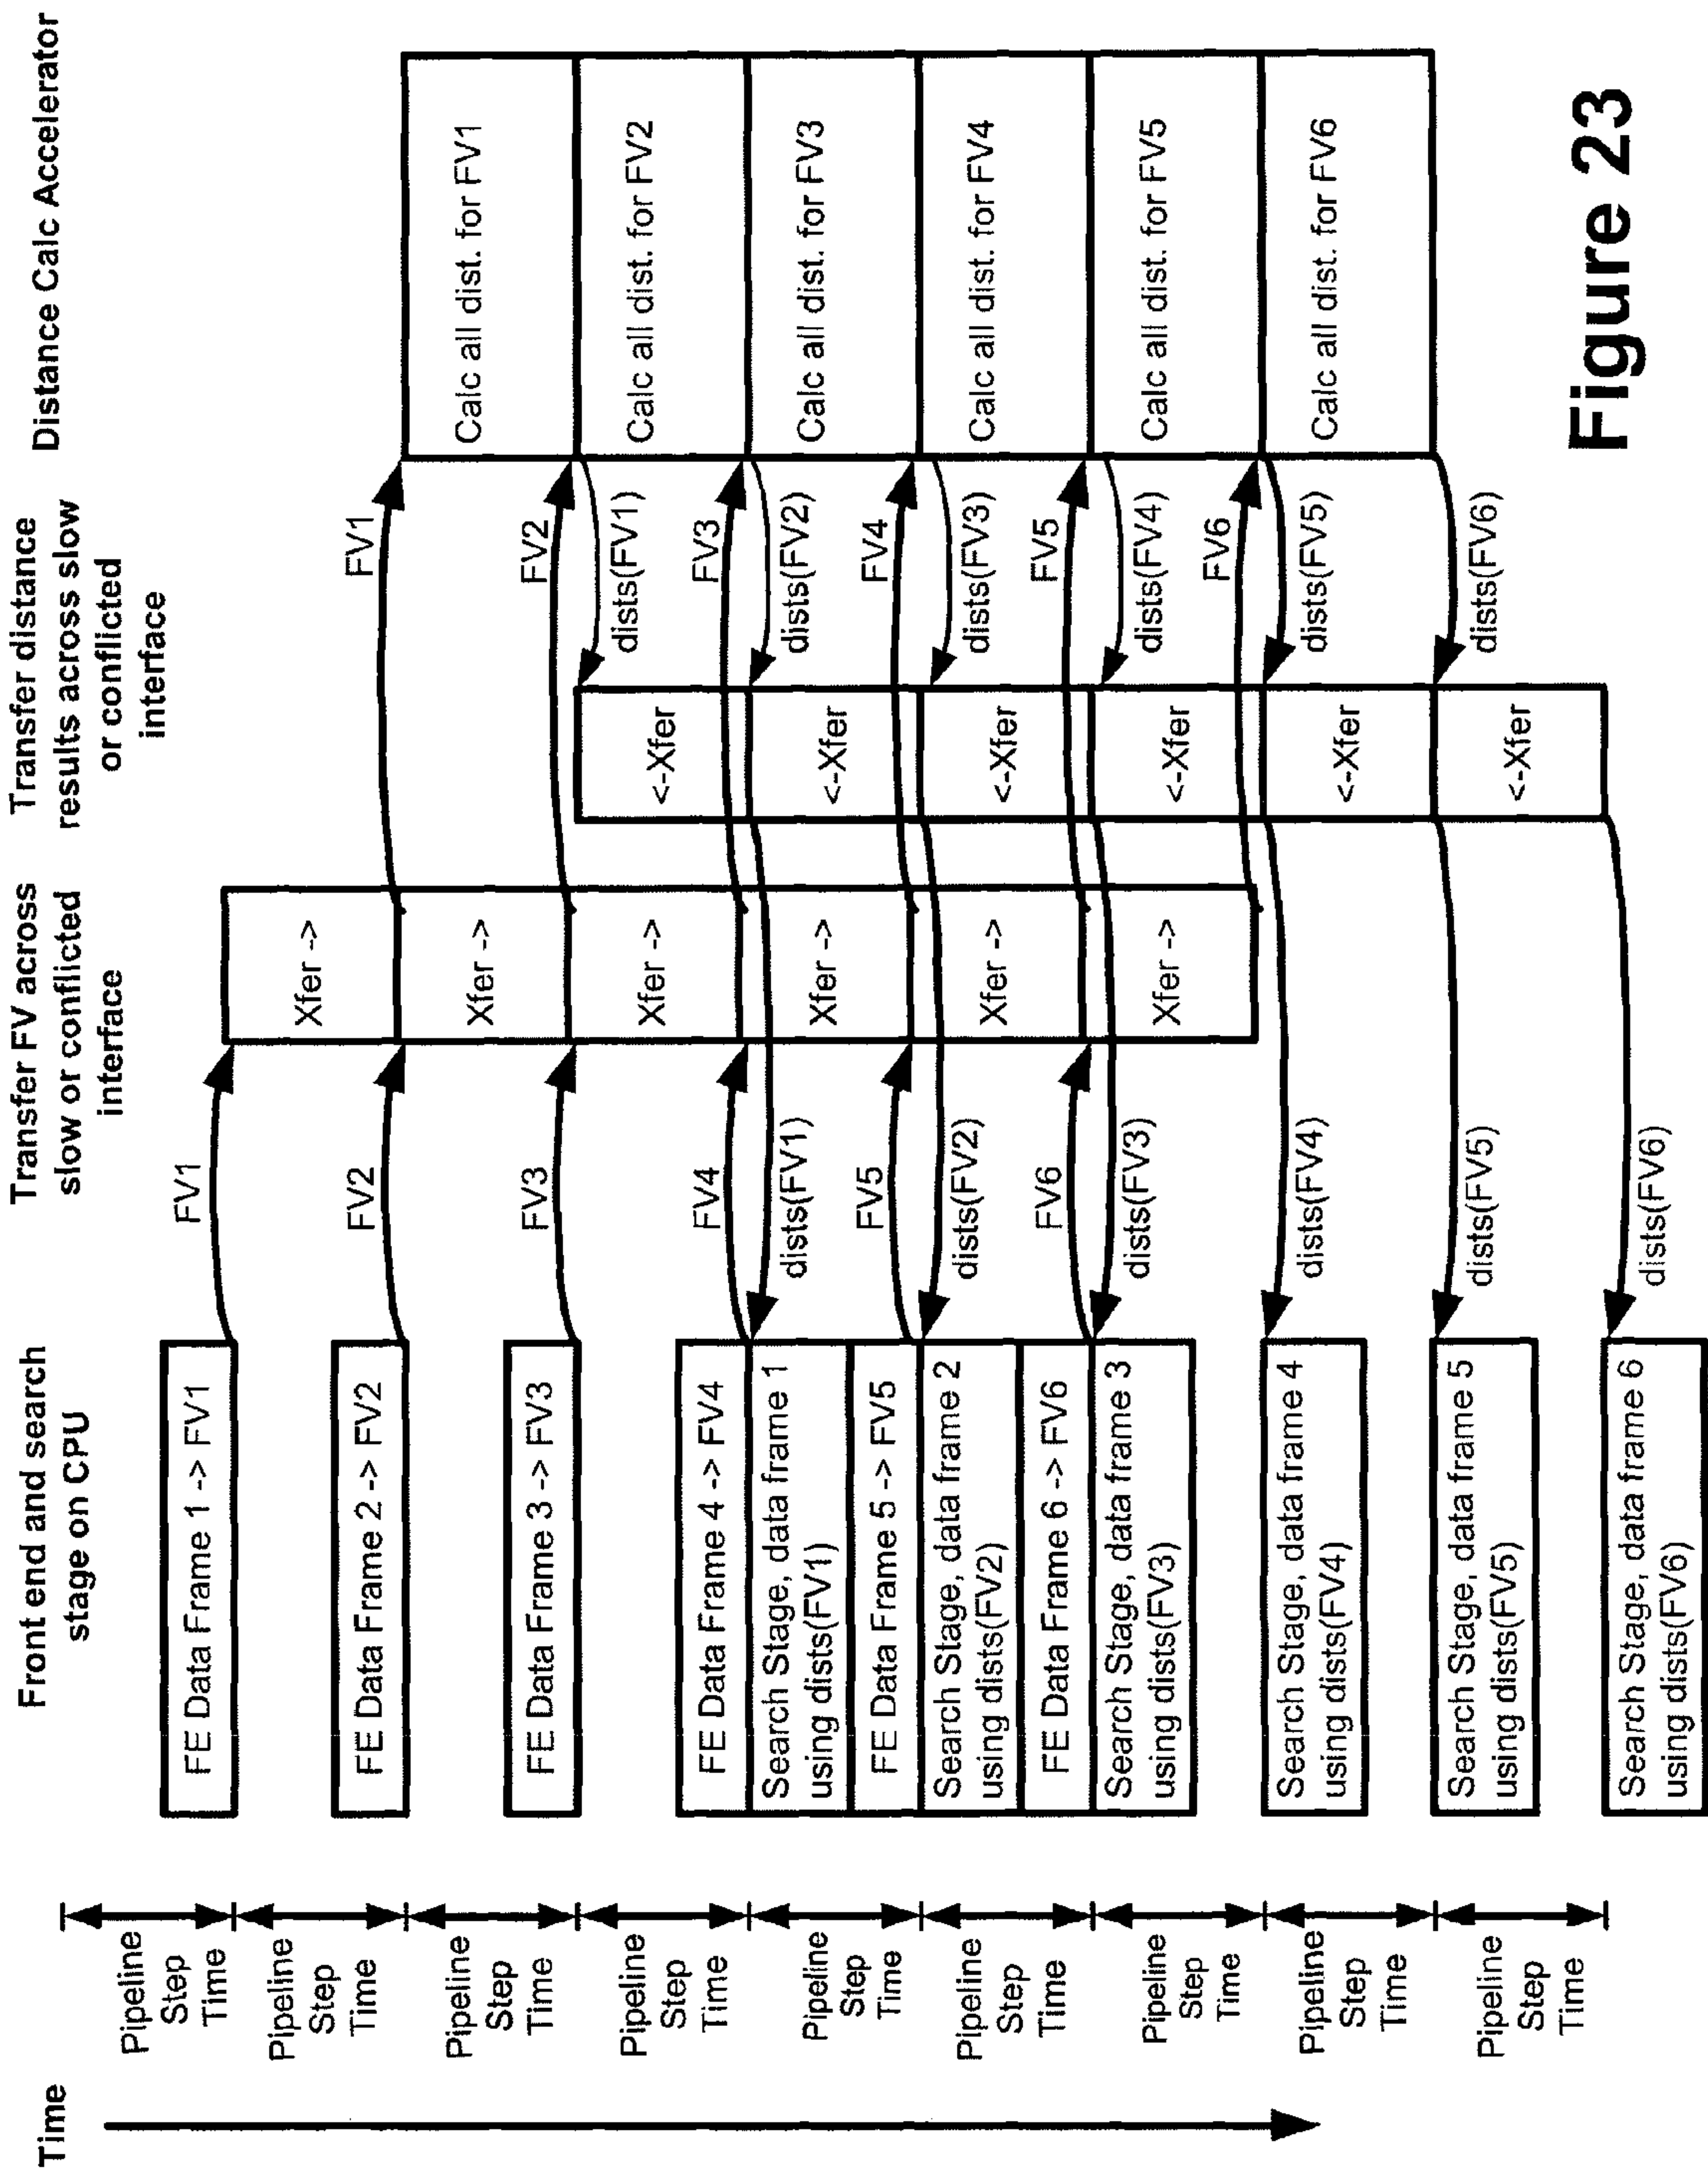 Time
Pipeline
Step
Time
Pipeline
Step
Time
Pipeline
Step
Time
Pipeline
Step
Time
Pipeline
Step
Time
Pipeline
Step
Time
Pipeline
Step
Time
Pipeline
Step
Time
Pipeline
Step
Time
Front end and search
stage on CPU
FE Data Frame 1 -> FV1
FE Data Frame 2 -> FV2
FE Data Frame 3 -> FV3
FE Data Frame 4 -> FV4
Search Stage, data frame 1
using dists(FV1)
FE Data Frame 5 -> FV5
Search Stage, data frame 2
using dists(FV2)
FE Data Frame 6 -> FV6
Search Stage, data frame 3
using dists(FV3)
Search Stage, data frame 4
using dists(FV4)
Search Stage, data frame 5
using dists(FV5)
Search Stage, data frame 6
using dists(FV6)
FV1
FV2
FV3
FV4
dists(FV1)
FV5
dists(FV2)
FV6
dists(FV3)
dists(FV4)
dists(FV5)
dists(FV6)
Transfer FV across
slow or conflicted
interface
Xfer ->
Xfer ->
Xfer ->
Xfer ->
Xfer ->
Xfer ->
Transfer distance
results across slow
or conflicted
interface
<-Xfer
<-Xfer
<-Xfer
<-Xfer
<-Xfer
<-Xfer
FV1
FV2
dists(FV1)
FV3
dists(FV2)
FV4
dists(FV3)
FV5
dists(FV4)
FV6
dists(FV5)
dists(FV6)
Distance Calc Accelerator
Calc all dist. for FV1
Calc all dist. for FV2
Calc all dist. for FV3
Calc all dist. for FV4
Calc all dist. for FV5
Calc all dist. for FV6
Figure 23